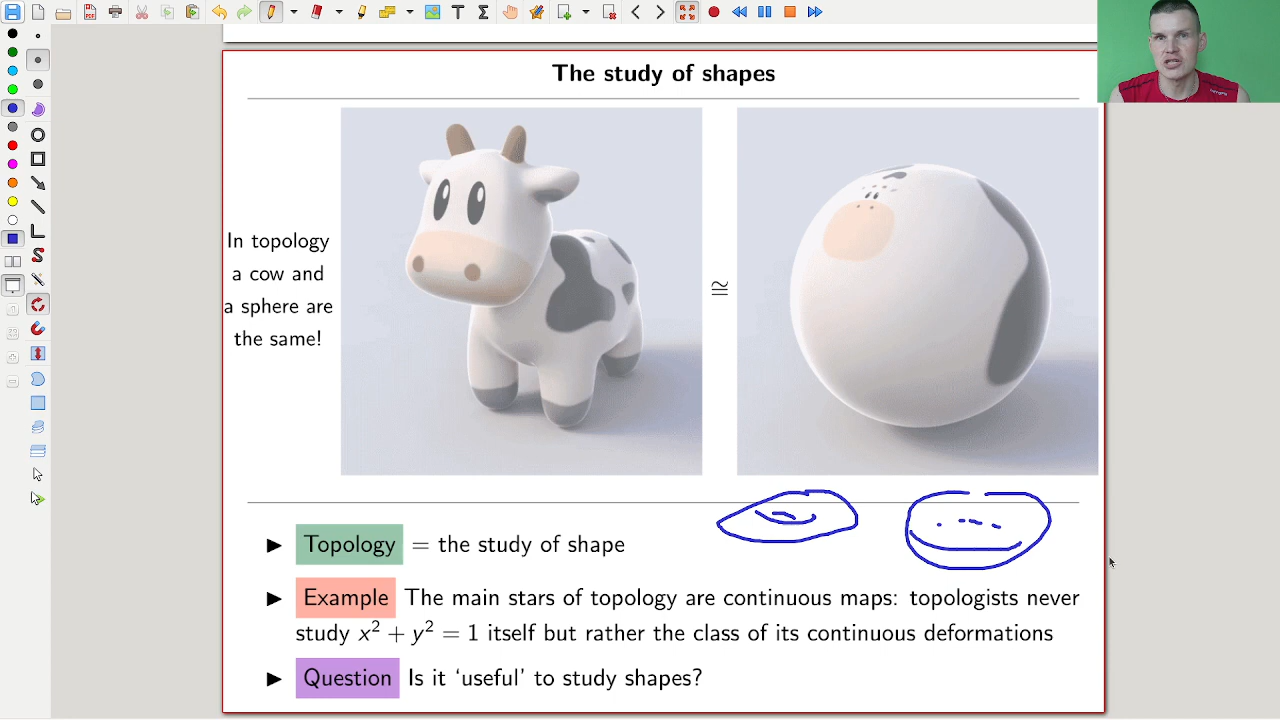 The study of shapes
In topology
a cow and
a sphere are
the same!
≅
▶ Topology = the study of shape
▶ Example The main stars of topology are continuous maps: topologists never
study x² + y² = 1 itself but rather the class of its continuous deformations
▶ Question Is it ‘useful’ to study shapes?